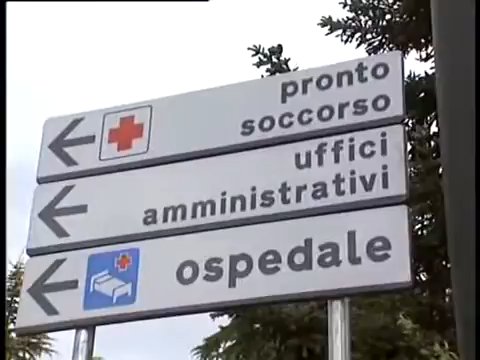 pronto
soccorso
uffici
amministrativi
ospedale